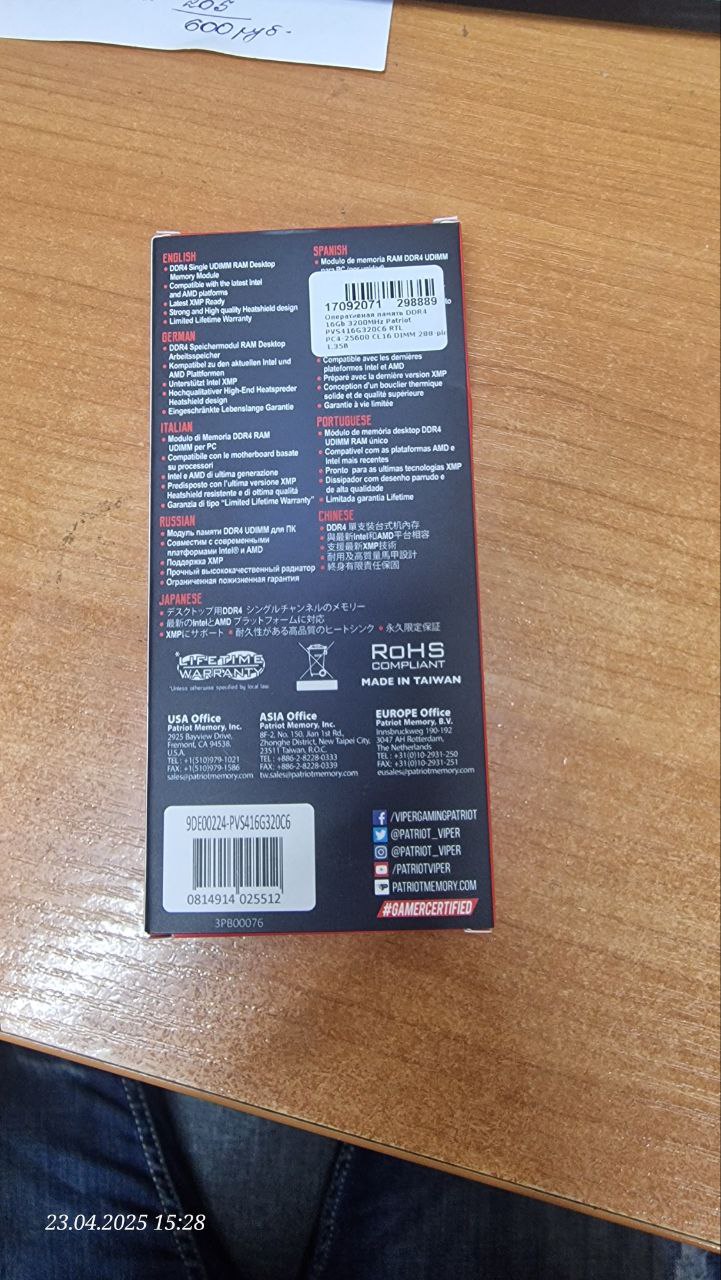 205
600 руб.
ENGLISH
• DDR4 Single UDIMM RAM Desktop
Memory Module
• Compatible with the latest Intel
and AMD platforms
• Latest XMP Ready
• Strong and High quality Heatshield design
• Limited Lifetime Warranty
GERMAN
• DDR4 Speichermodul RAM Desktop
Arbeitsspeicher
• Kompatibel zu den aktuellen Intel und
AMD Plattformen
• Unterstützt Intel XMP
• Hochqualitativer High-End Heatspreder
Heatshield design
• Eingeschränkte Lebenslange Garantie
ITALIAN
• Modulo di Memoria DDR4 RAM
UDIMM per PC
• Compatibile con le motherboard basate
su processori
• Intel e AMD di ultima generazione
• Predisposto con l'ultima versione XMP
Heatshield resistente e di ottima qualità
• Garanzia di tipo "Limited Lifetime Warranty"
RUSSIAN
• Модуль памяти DDR4 UDIMM для ПК
• Совместим с современными
платформами Intel® и AMD
• Поддержка XMP
• Прочный высококачественный радиатор
• Ограниченная пожизненная гарантия
SPANISH
• Modulo de memoria RAM DDR4 UDIMM
17092071 298889
Оперативная память DDR4
16Gb 3200MHz Patriot
PVS416G320C6 RTL
PC4-25600 CL16 DIMM 288-pin
1.35В
• Compatible avec les dernières
plateformes Intel et AMD
• Préparé avec la dernière version XMP
• Conception d'un bouclier thermique
solide et de qualité supérieure
• Garantie à vie limitée
PORTUGUESE
• Módulo de memória desktop DDR4
UDIMM RAM único
• Compatível com as plataformas AMD e
Intel mais recentes
• Pronto para as ultimas tecnologias XMP
• Dissipador com desenho parrudo e
de alta qualidade
• Limitada garantia Lifetime
CHINESE
• DDR4 單支裝台式机內存
• 與最新Intel和AMD平台相容
• 支援最新XMP技術
• 耐用及高質量馬甲設計
• 終身有限責任保固
JAPANESE
• デスクトップ用DDR4 シングルチャンネルのメモリー
• 最新のIntelとAMD プラットフォームに対応
• XMPにサポート • 耐久性がある高品質のヒートシンク • 永久限定保証
*LIFETIME
WARRANTY
*Unless otherwise specified by local law.
RoHS
COMPLIANT
MADE IN TAIWAN
USA Office
Patriot Memory, Inc.
2925 Bayview Drive,
Fremont, CA 94538.
U.S.A.
TEL : +1(510)979-1021
FAX: +1(510)979-1586
sales@patriotmemory.com
ASIA Office
Patriot Memory, Inc.
8F-2, No. 150, Jian 1st Rd.,
Zhonghe District, New Taipei City,
23511 Taiwan, R.O.C.
TEL : +886-2-8228-0333
FAX: +886-2-8228-0339
tw.sales@patriotmemory.com
EUROPE Office
Patriot Memory, B.V.
Innsbruckweg 190-192
3047 AH Rotterdam,
The Netherlands
TEL : +31(0)10-2931-250
FAX: +31(0)10-2931-251
eusales@patriotmemory.com
9DE00224-PVS416G320C6
0814914 025512
3PB00076
/VIPERGAMINGPATRIOT
@PATRIOT_VIPER
@PATRIOT_VIPER
/PATRIOTVIPER
PATRIOTMEMORY.COM
#GAMERCERTIFIED
23.04.2025 15:28